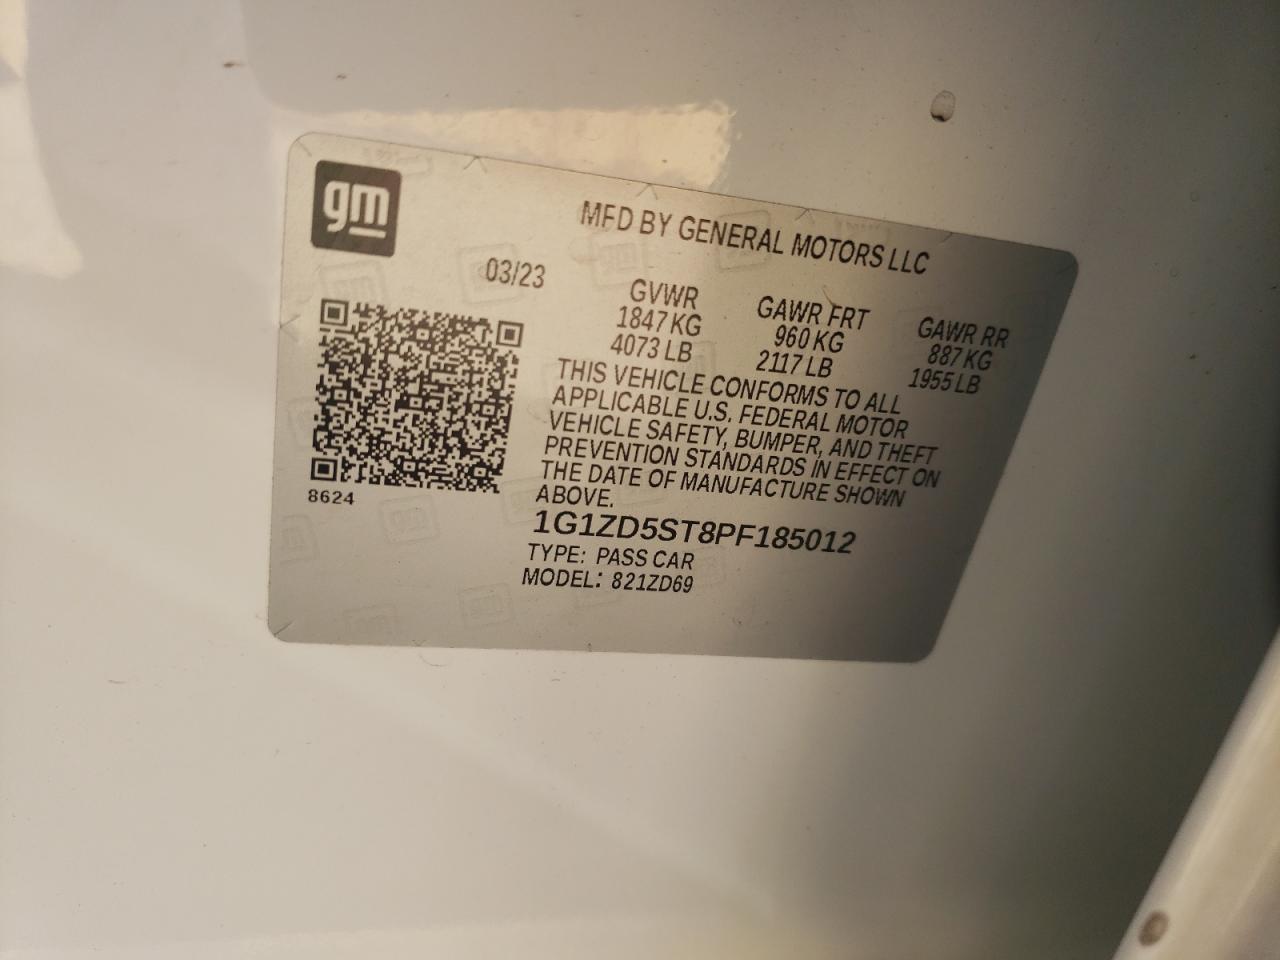 gm
MFD BY GENERAL MOTORS LLC
03/23
GVWR GAWR FRT GAWR RR
1847 KG 960 KG 887 KG
4073 LB 2117 LB 1955 LB
THIS VEHICLE CONFORMS TO ALL
APPLICABLE U.S. FEDERAL MOTOR
VEHICLE SAFETY, BUMPER, AND THEFT
PREVENTION STANDARDS IN EFFECT ON
THE DATE OF MANUFACTURE SHOWN
ABOVE.
8624
1G1ZD5ST8PF185012
TYPE: PASS CAR
MODEL: 821ZD69